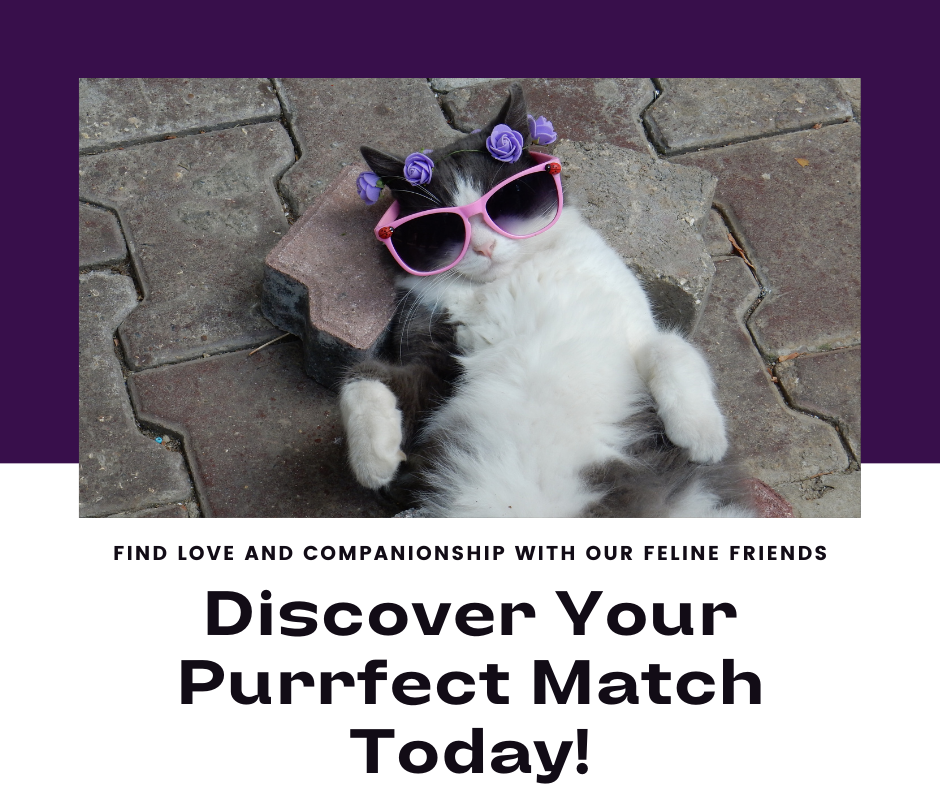 FIND LOVE AND COMPANIONSHIP WITH OUR FELINE FRIENDS
Discover Your
Purrfect Match
Today!